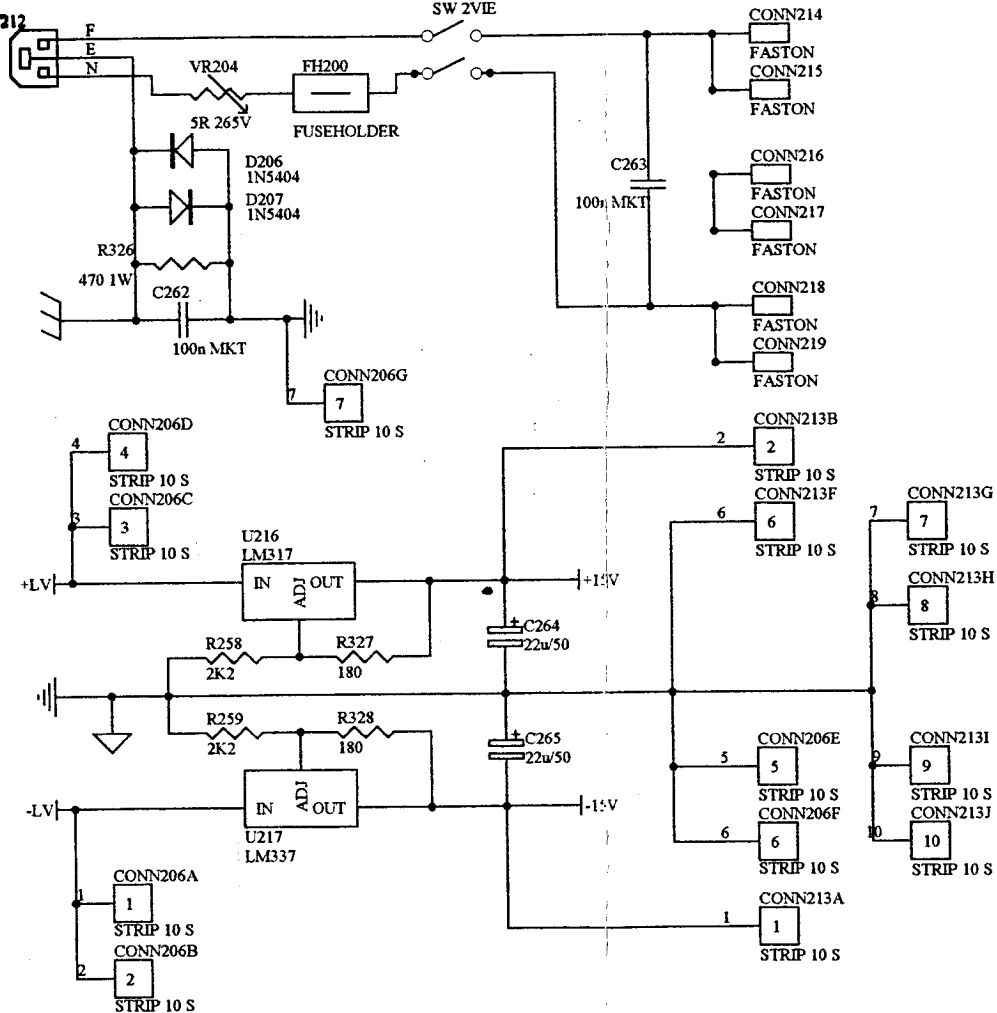 212
SW 2VIE
F
E
N
VR204
5R 265V
FH200
FUSEHOLDER
CONN214
FASTON
CONN215
FASTON
D206
1N5404
D207
1N5404
C263
100n MKT
CONN216
FASTON
CONN217
FASTON
R326
470 1W
C262
100n MKT
CONN218
FASTON
CONN219
FASTON
CONN206G
7
7
STRIP 10 S
CONN206D
4
4
STRIP 10 S
CONN206C
3
3
STRIP 10 S
CONN213B
2
2
STRIP 10 S
CONN213F
6
6
STRIP 10 S
CONN213G
7
7
STRIP 10 S
CONN213H
8
8
STRIP 10 S
U216
LM317
+LV
IN
ADJ
OUT
+15V
C264
+
22u/50
R258
2K2
R327
180
R259
2K2
R328
180
C265
+
22u/50
-LV
IN
ADJ
OUT
-15V
U217
LM337
CONN206E
5
5
STRIP 10 S
CONN206F
6
6
STRIP 10 S
CONN213I
9
9
STRIP 10 S
CONN213J
10
10
STRIP 10 S
CONN206A
1
1
STRIP 10 S
CONN206B
2
2
STRIP 10 S
CONN213A
1
1
STRIP 10 S